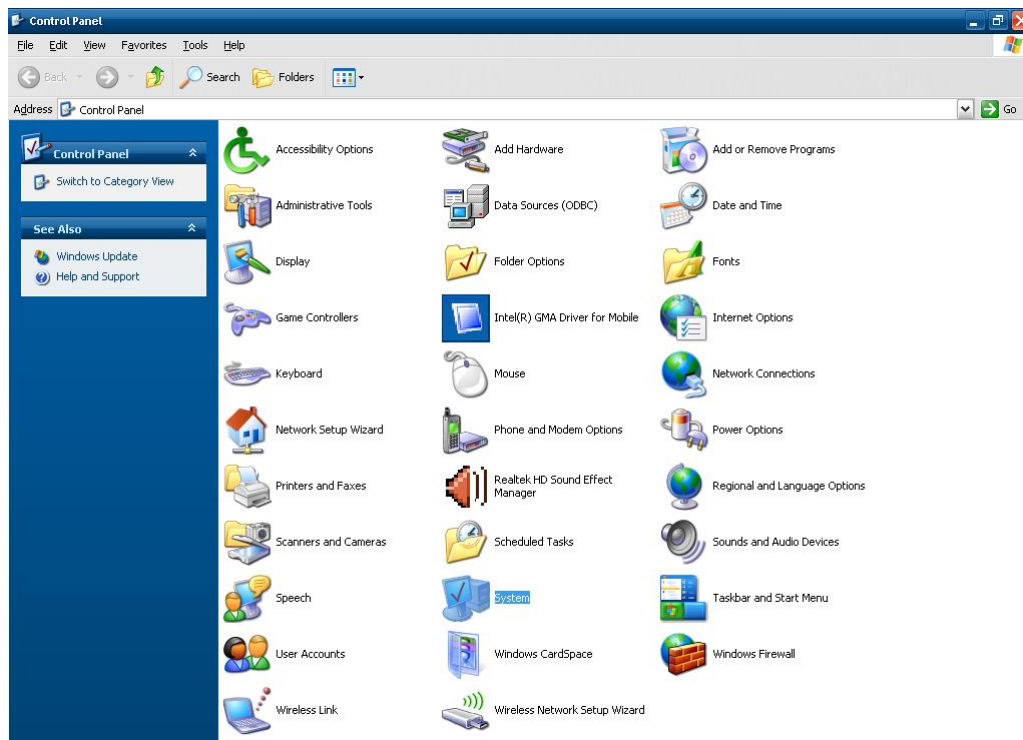 Control Panel
File Edit View Favorites Tools Help
Back Search Folders
Address Control Panel Go
Control Panel
Switch to Category View
See Also
Windows Update
Help and Support
Accessibility Options
Add Hardware
Add or Remove Programs
Administrative Tools
Data Sources (ODBC)
Date and Time
Display
Folder Options
Fonts
Game Controllers
Intel(R) GMA Driver for Mobile
Internet Options
Keyboard
Mouse
Network Connections
Network Setup Wizard
Phone and Modem Options
Power Options
Printers and Faxes
Realtek HD Sound Effect
Manager
Regional and Language Options
Scanners and Cameras
Scheduled Tasks
Sounds and Audio Devices
Speech
System
Taskbar and Start Menu
User Accounts
Windows CardSpace
Windows Firewall
Wireless Link
Wireless Network Setup Wizard